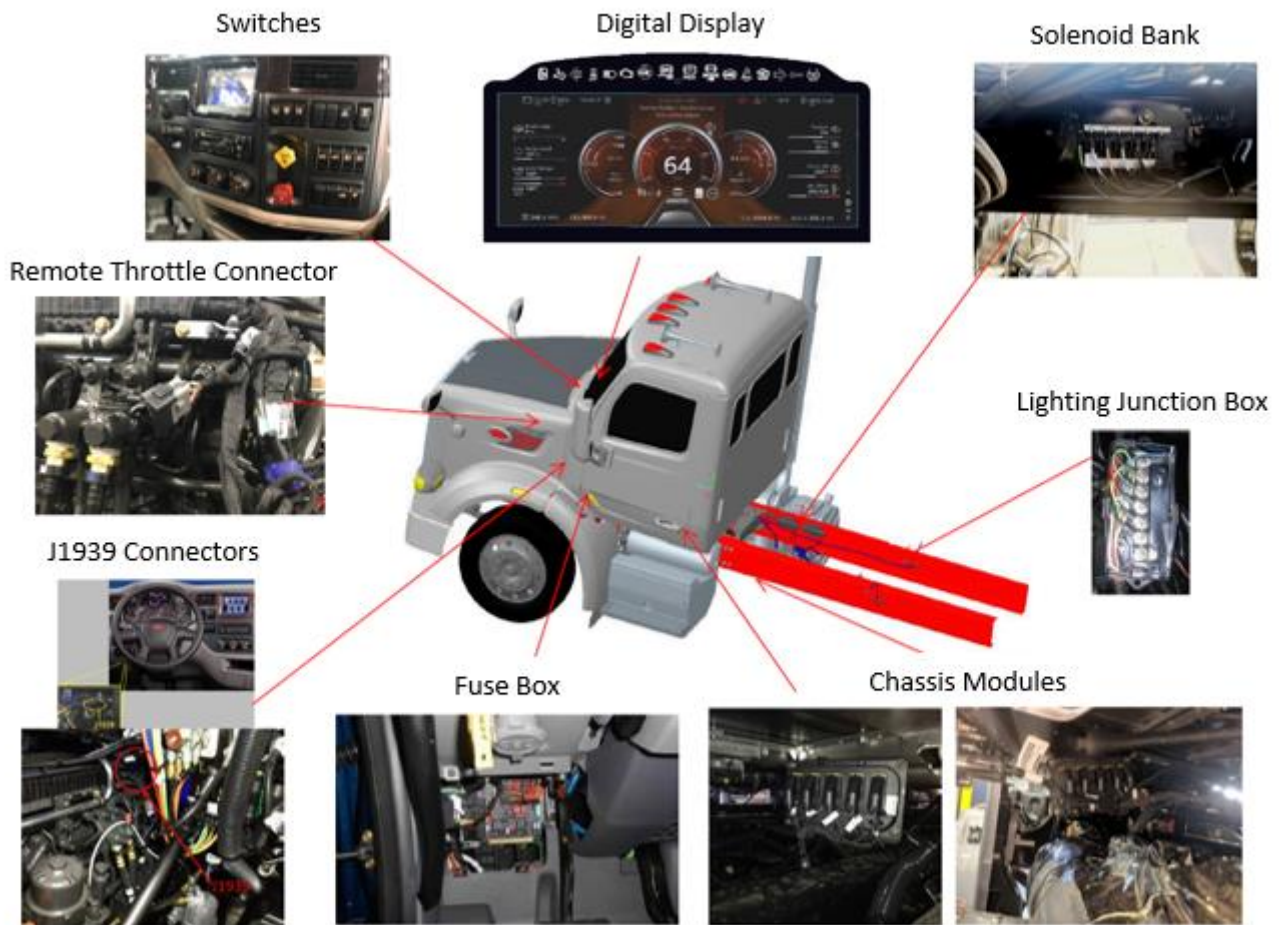 Switches
Digital Display
Solenoid Bank
64
Remote Throttle Connector
Lighting Junction Box
J1939 Connectors
J1939
J1939
Fuse Box
Chassis Modules